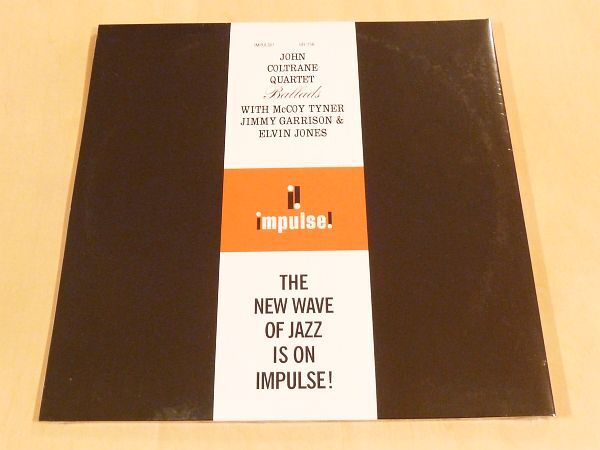 JOHN
COLTRANE
QUARTET
Ballads
WITH McCOY TYNER
JIMMY GARRISON &
ELVIN JONES
i!
impulse!
THE
NEW WAVE
OF JAZZ
IS ON
IMPULSE!